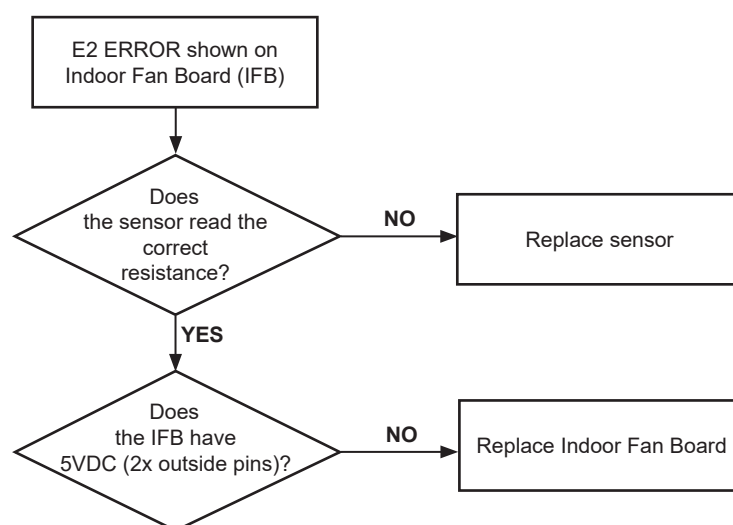 E2 ERROR shown on
Indoor Fan Board (IFB)
Does
the sensor read the
correct
resistance?
NO
Replace sensor
YES
Does
the IFB have
5VDC (2x outside pins)?
NO
Replace Indoor Fan Board